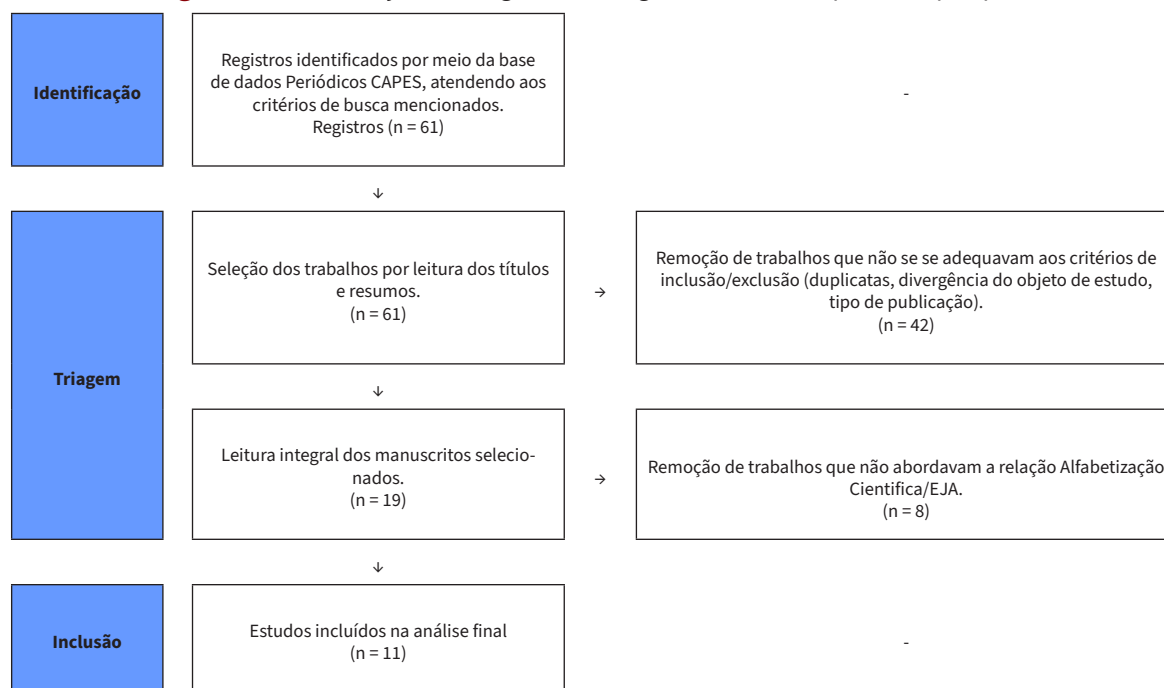 Identificação
Registros identificados por meio da base
de dados Periódicos CAPES, atendendo aos
critérios de busca mencionados.
Registros (n = 61)
-
↓
Triagem
Seleção dos trabalhos por leitura dos títulos
e resumos.
(n = 61)
→
Remoção de trabalhos que não se se adequavam aos critérios de
inclusão/exclusão (duplicatas, divergência do objeto de estudo,
tipo de publicação).
(n = 42)
↓
Leitura integral dos manuscritos selecio-
nados.
(n = 19)
→
Remoção de trabalhos que não abordavam a relação Alfabetização
Cientifica/EJA.
(n = 8)
↓
Inclusão
Estudos incluídos na análise final
(n = 11)
-